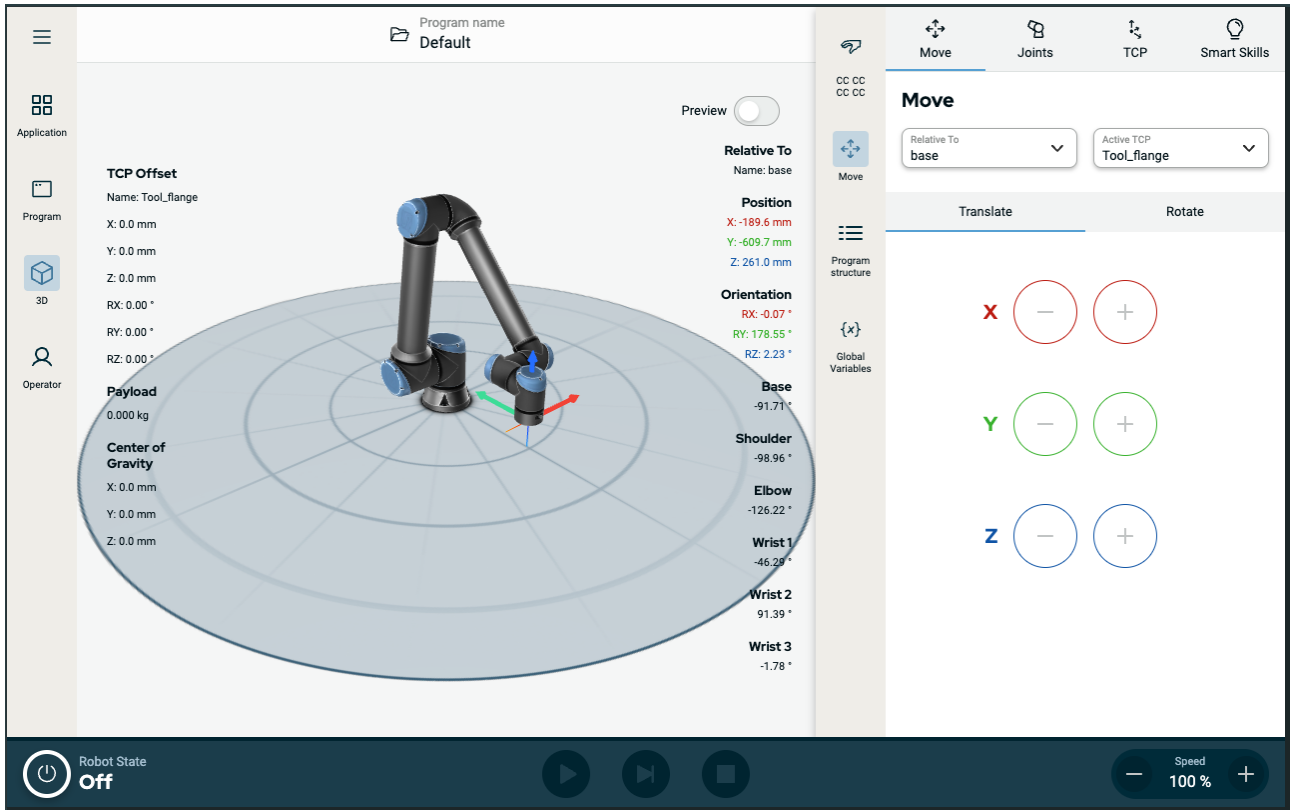 Program name
Default
Application
Program
3D
Operator
Preview
TCP Offset
Name: Tool_flange
X: 0.0 mm
Y: 0.0 mm
Z: 0.0 mm
RX: 0.00 °
RY: 0.00 °
RZ: 0.00 °
Payload
0.000 kg
Center of
Gravity
X: 0.0 mm
Y: 0.0 mm
Z: 0.0 mm
Relative To
Name: base
Position
X: -189.6 mm
Y: -609.7 mm
Z: 261.0 mm
Orientation
RX: -0.07 °
RY: 178.55 °
RZ: 2.23 °
Base
-91.71 °
Shoulder
-98.96 °
Elbow
-126.22 °
Wrist 1
-46.29 °
Wrist 2
91.39 °
Wrist 3
-1.78 °
CC CC
CC CC
Move
Program
structure
{x}
Global
Variables
Move
Joints
TCP
Smart Skills
Move
Relative To
base
Active TCP
Tool_flange
Translate
Rotate
X
Y
Z
Robot State
Off
Speed
100 %